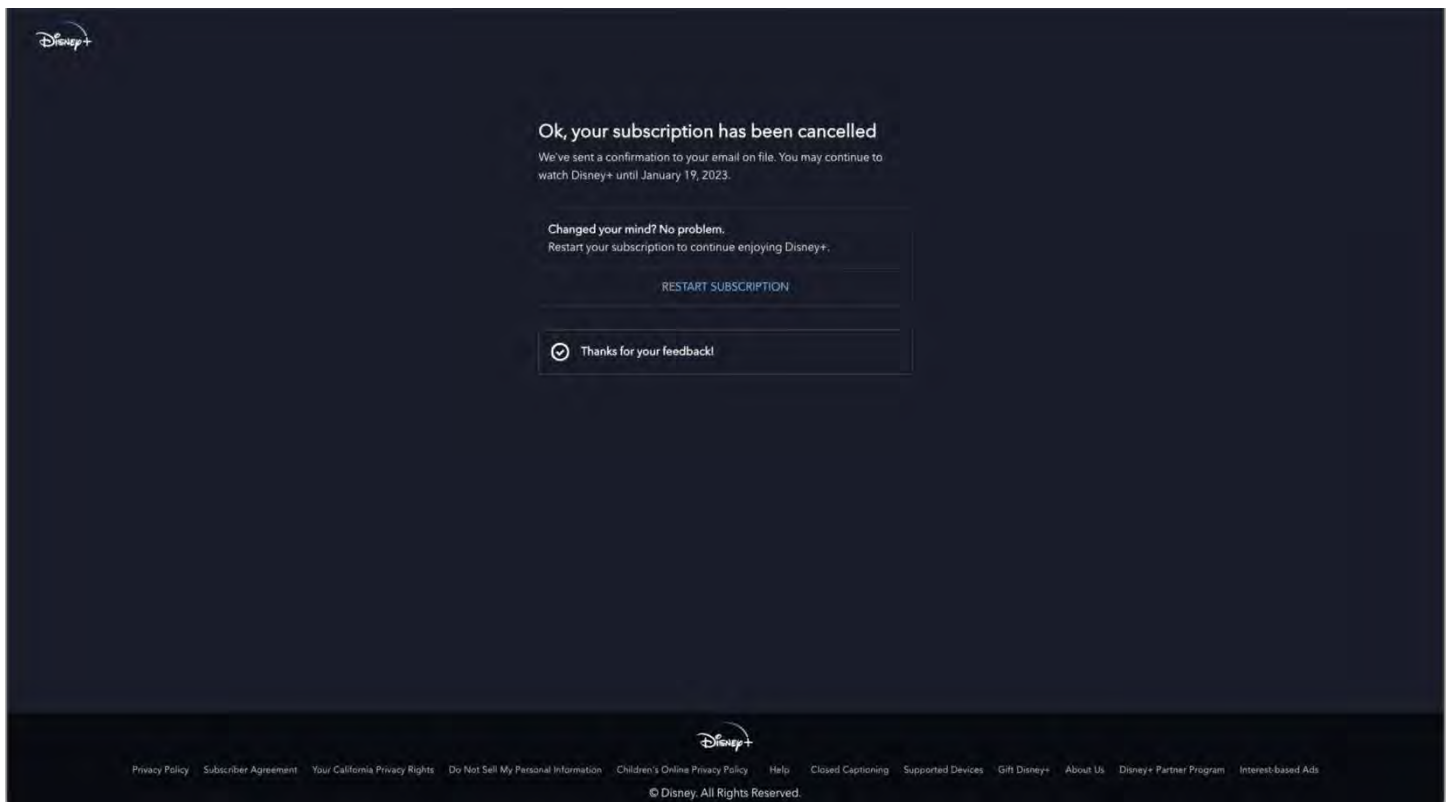 Disney+
Ok, your subscription has been cancelled
We've sent a confirmation to your email on file. You may continue to
watch Disney+ until January 19, 2023.
Changed your mind? No problem.
Restart your subscription to continue enjoying Disney+.
RESTART SUBSCRIPTION
Thanks for your feedback!
Disney+
Privacy Policy Subscriber Agreement Your California Privacy Rights Do Not Sell My Personal Information Children's Online Privacy Policy Help Closed Captioning Supported Devices Gift Disney+ About Us Disney+ Partner Program Interest-based Ads
© Disney. All Rights Reserved.